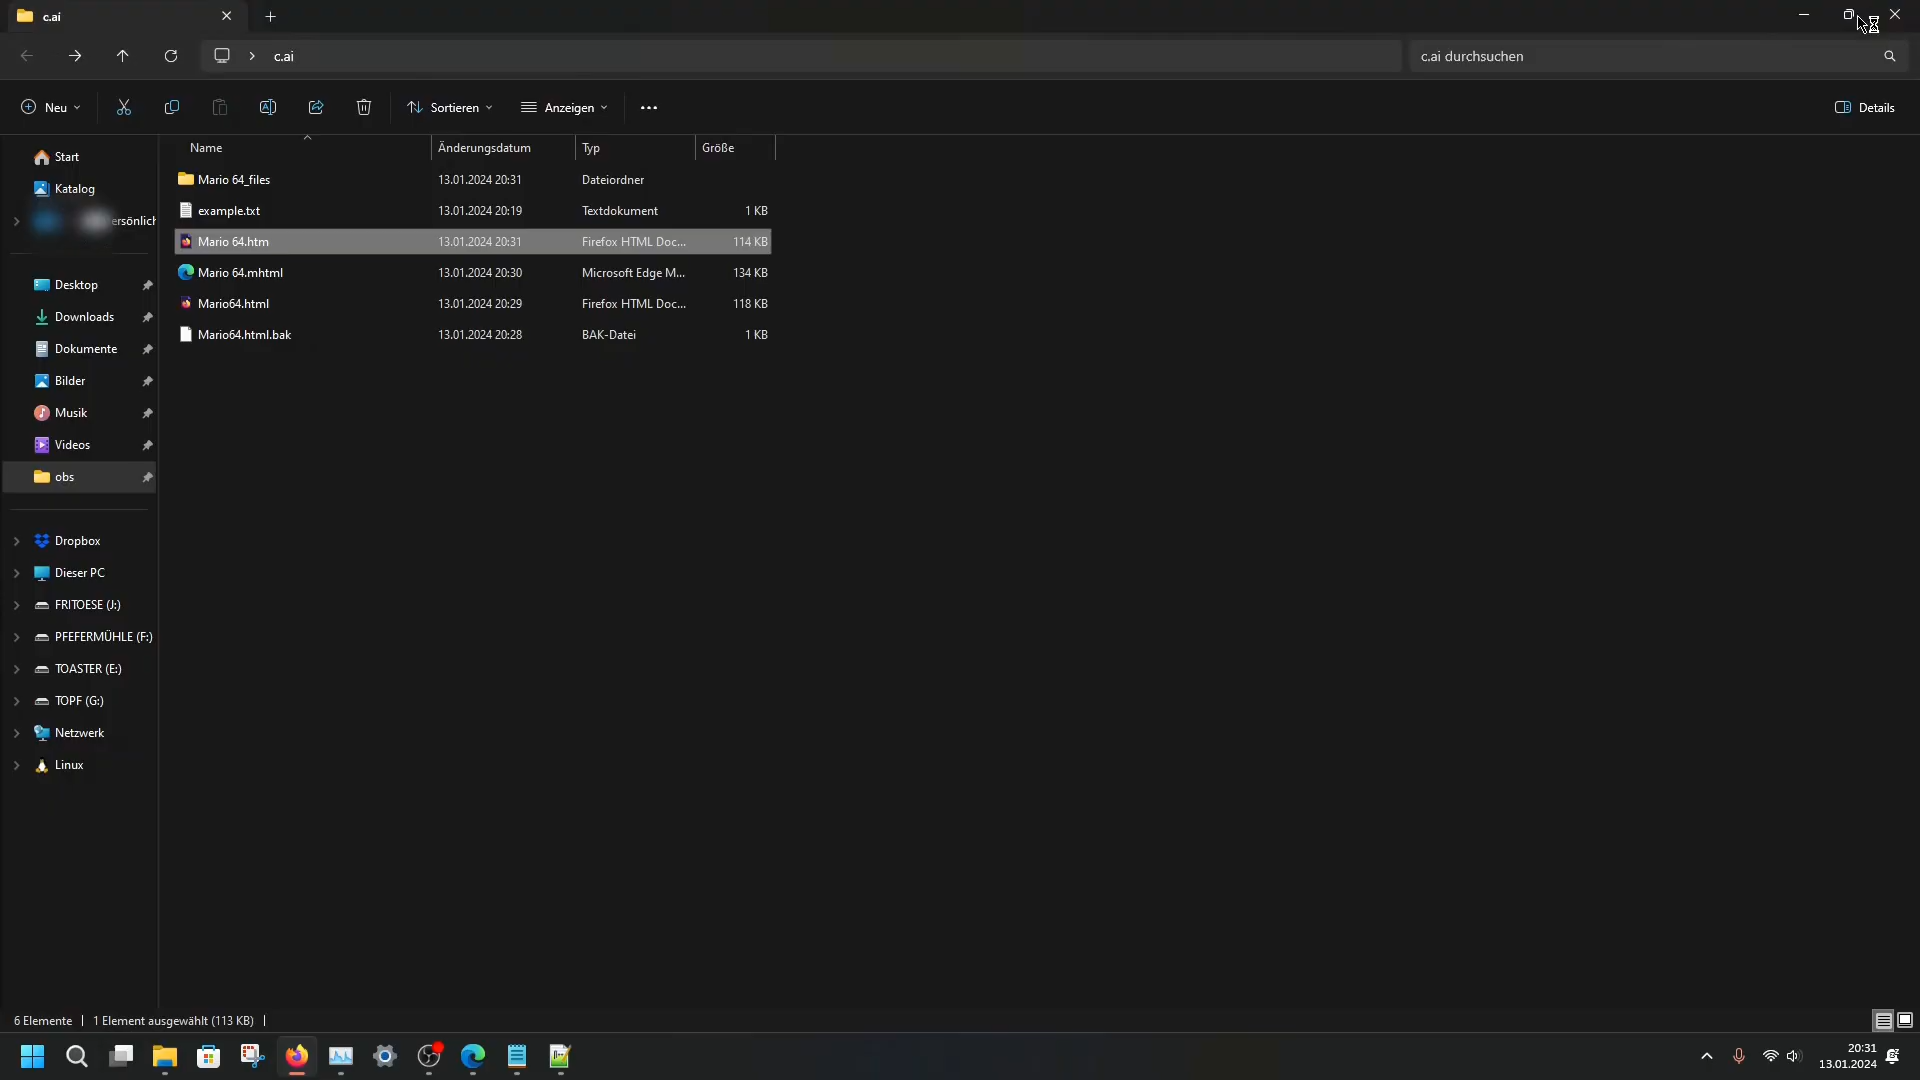 c.ai
c.ai
c.ai durchsuchen
Neu
Sortieren
Anzeigen
Details
Name Änderungsdatum Typ Größe
Mario 64_files 13.01.2024 20:31 Dateiordner
example.txt 13.01.2024 20:19 Textdokument 1 KB
Mario 64.htm 13.01.2024 20:31 Firefox HTML Doc... 114 KB
Mario 64.mhtml 13.01.2024 20:30 Microsoft Edge M... 134 KB
Mario64.html 13.01.2024 20:29 Firefox HTML Doc... 118 KB
Mario64.html.bak 13.01.2024 20:28 BAK-Datei 1 KB
Start
Katalog
ersönlich
Desktop
Downloads
Dokumente
Bilder
Musik
Videos
obs
Dropbox
Dieser PC
FRITOESE (J:)
PFEFERMÜHLE (F:)
TOASTER (E:)
TOPF (G:)
Netzwerk
Linux
6 Elemente
1 Element ausgewählt (113 KB)
20:31
13.01.2024